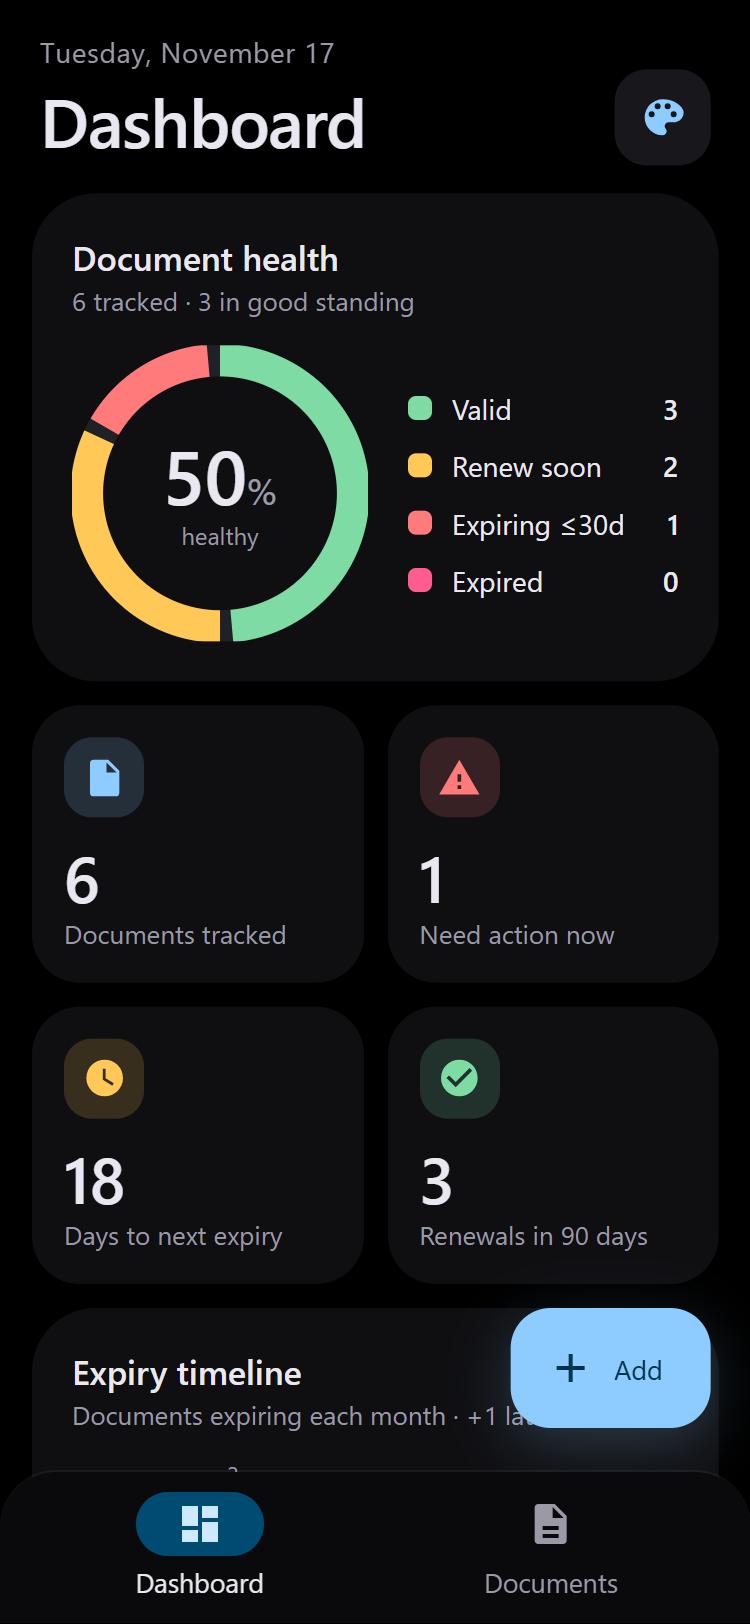 Tuesday, November 17
Dashboard
Document health
6 tracked · 3 in good standing
50%
healthy
Valid 3
Renew soon 2
Expiring ≤30d 1
Expired 0
6
Documents tracked
1
Need action now
18
Days to next expiry
3
Renewals in 90 days
Expiry timeline
Documents expiring each month · +1
Add
Dashboard
Documents